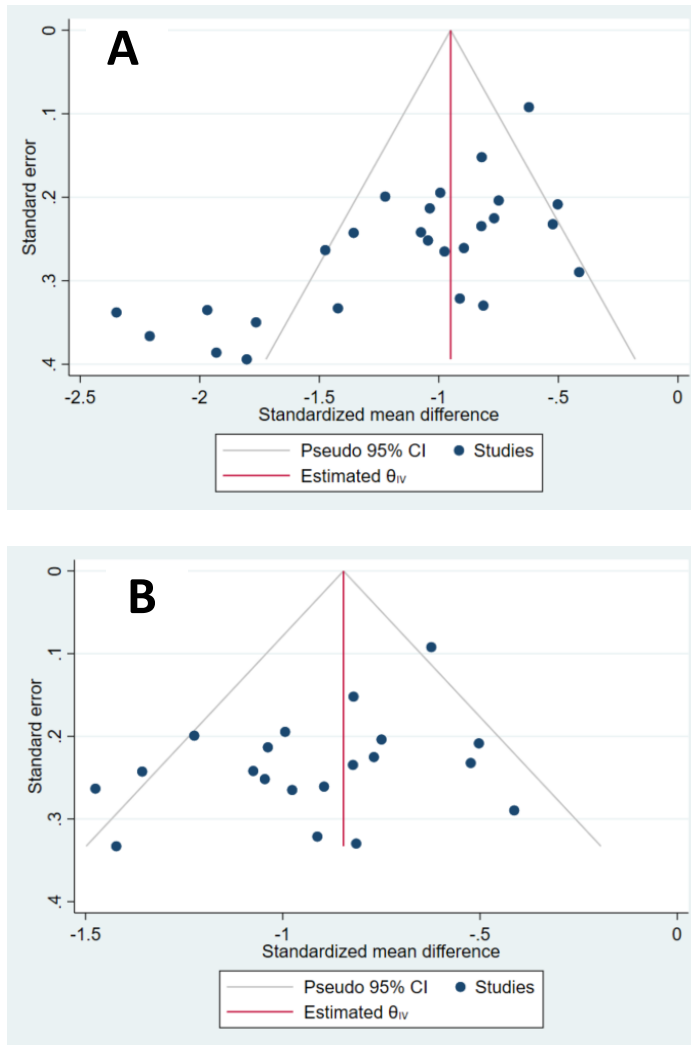 A
0
.1
.2
.3
.4
Standard error
-2.5 -2 -1.5 -1 -.5 0
Standardized mean difference
Pseudo 95% CI Studies
Estimated θIV
B
0
.1
.2
.3
.4
Standard error
-1.5 -1 -.5 0
Standardized mean difference
Pseudo 95% CI Studies
Estimated θIV